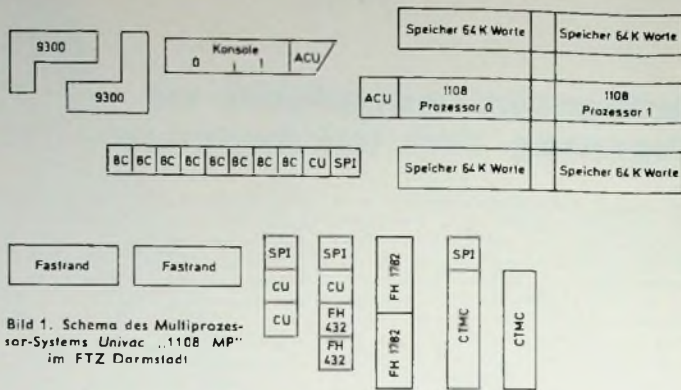 9300
9300
Konsole
0 1
ACU
Speicher 64 K Worte
Speicher 64 K Worte
ACU
1108
Prozessor 0
1108
Prozessor 1
Speicher 64 K Worte
Speicher 64 K Worte
BC BC BC BC BC BC BC BC CU SPI
Fastrand
Fastrand
SPI
CU
CU
SPI
CU
FH
432
FH
432
FH 1782
FH 1782
SPI
CTMC
CTMC
Bild 1. Schema des Multiprozes-
sor-Systems Univac „1108 MP"
im FTZ Darmstadt